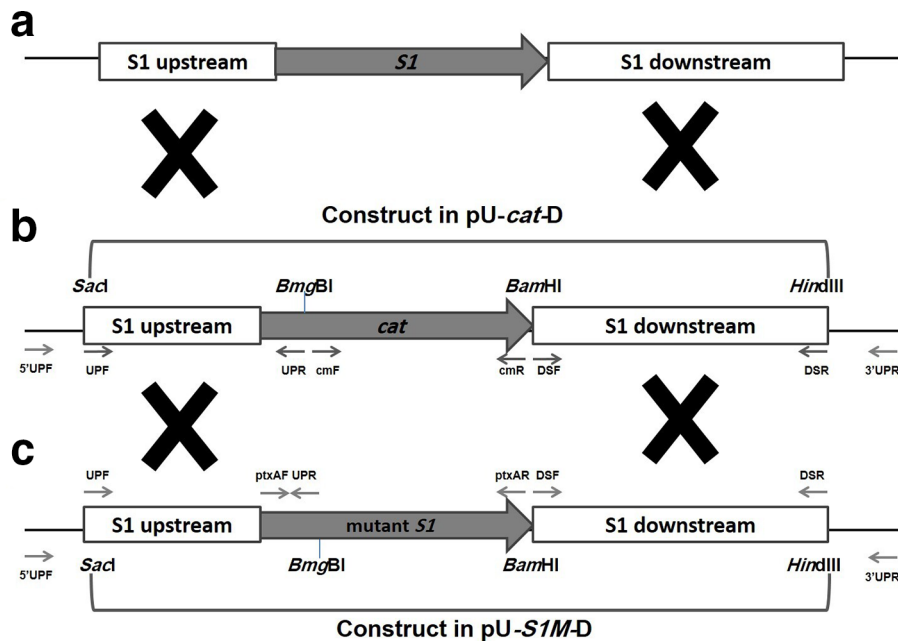 a
S1 upstream S1 S1 downstream
Construct in pU-cat-D
b
SacI BmgBI BamHI HindIII
S1 upstream cat S1 downstream
5'UPF UPF UPR cmF cmR DSF DSR 3'UPR
c
UPF ptxAF UPR ptxAR DSF DSR
S1 upstream mutant S1 S1 downstream
5'UPF SacI BmgBI BamHI HindIII 3'UPR
Construct in pU-S1M-D